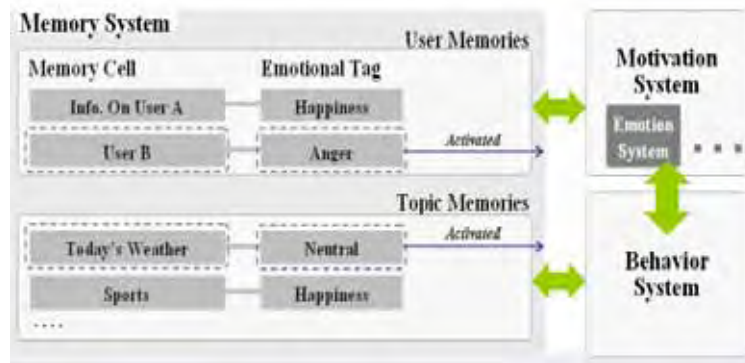 Memory System
User Memories
Memory Cell Emotional Tag
Info. On User A Happiness
User B Anger Activated
Topic Memories
Today's Weather Neutral Activated
Sports Happiness
....
Motivation
System
Emotion
System
Behavior
System